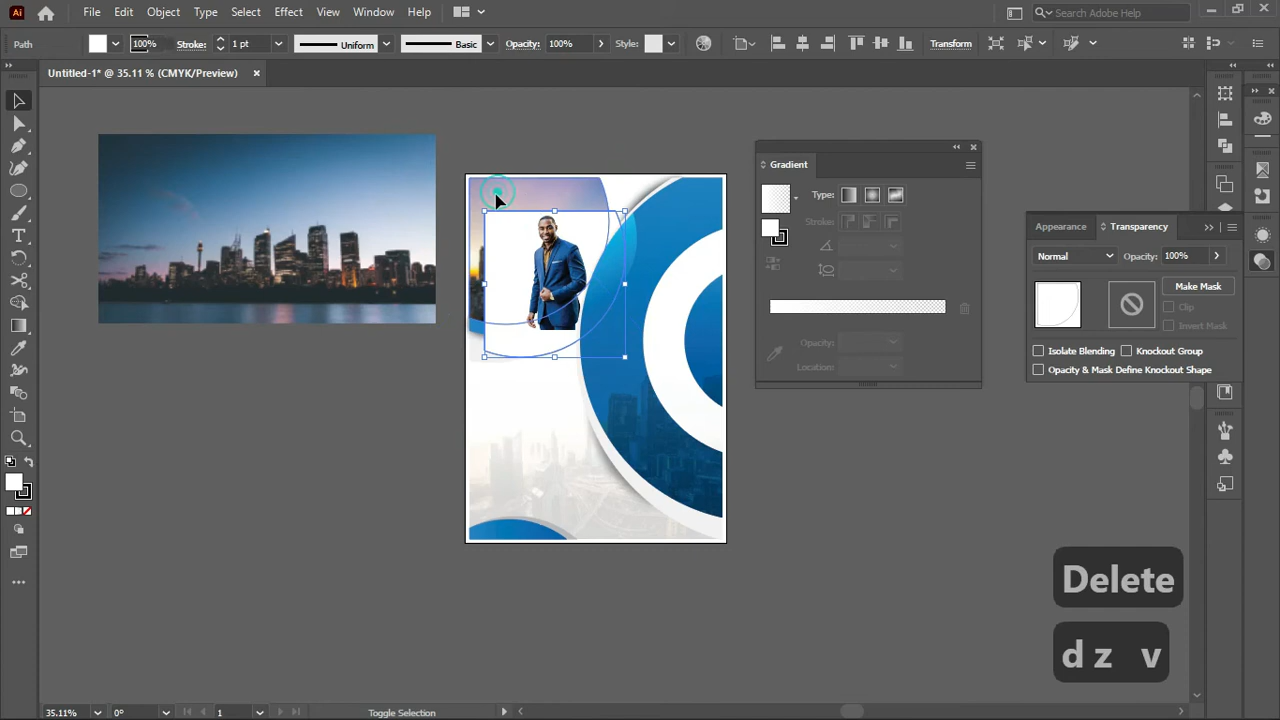 Ai File Edit Object Type Select Effect View Window Help Search Adobe Help
Path 100% Stroke: 1 pt Uniform Basic Opacity: 100% Style: Transform
Untitled-1* @ 35.11 % (CMYK/Preview)
Gradient
Type:
Stroke:
Opacity:
Location:
Appearance Transparency
Normal Opacity: 100%
Make Mask
Clip
Invert Mask
Isolate Blending Knockout Group
Opacity & Mask Define Knockout Shape
Delete
d z v
35.11% 0° 1 Toggle Selection